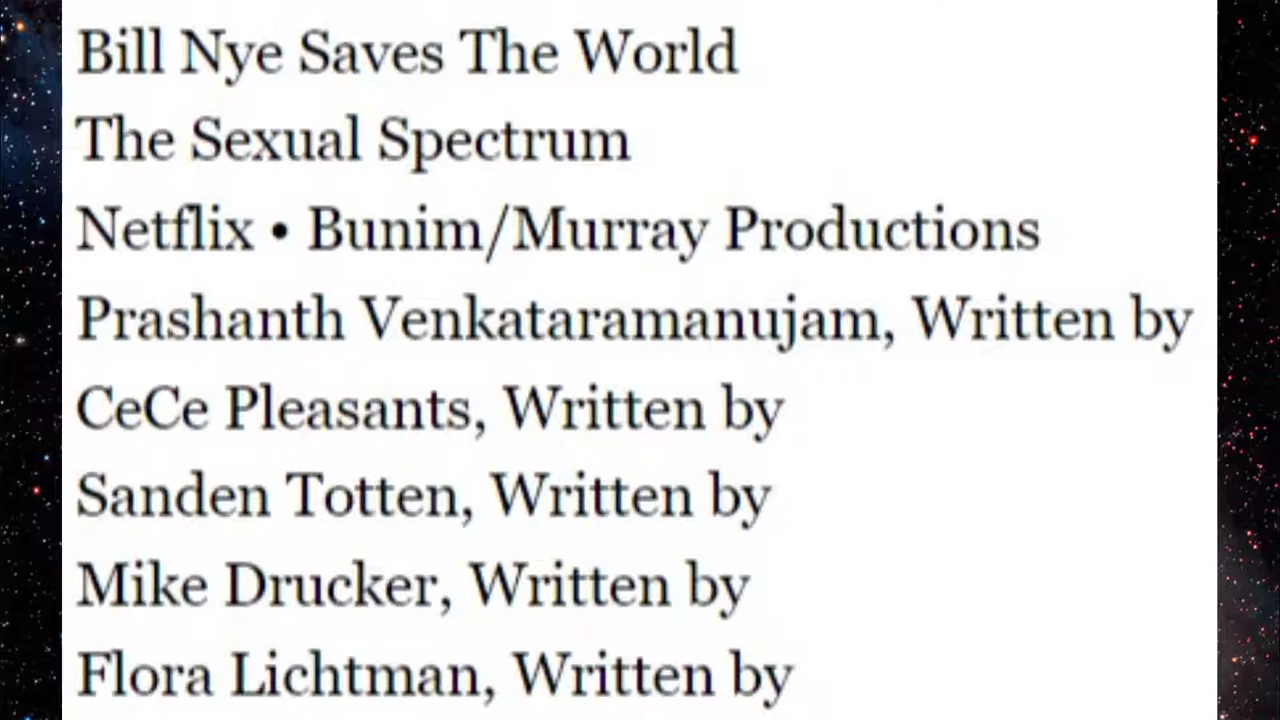 Bill Nye Saves The World
The Sexual Spectrum
Netflix • Bunim/Murray Productions
Prashanth Venkataramanujam, Written by
CeCe Pleasants, Written by
Sanden Totten, Written by
Mike Drucker, Written by
Flora Lichtman, Written by